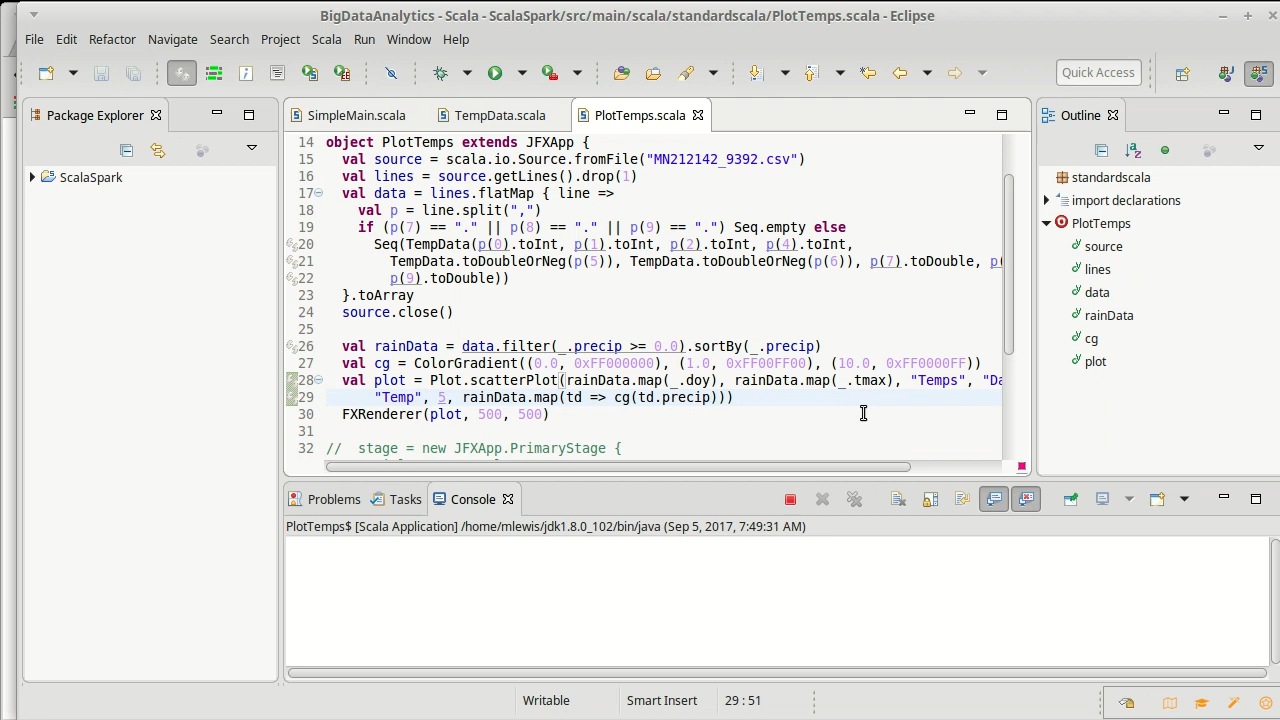 BigDataAnalytics - Scala - ScalaSpark/src/main/scala/standardscala/PlotTemps.scala - Eclipse
File Edit Refactor Navigate Search Project Scala Run Window Help
Quick Access
Package Explorer
ScalaSpark
SimpleMain.scala TempData.scala PlotTemps.scala
14 object PlotTemps extends JFXApp {
15 val source = scala.io.Source.fromFile("MN212142_9392.csv")
16 val lines = source.getLines().drop(1)
17 val data = lines.flatMap { line =>
18 val p = line.split(",")
19 if (p(7) == "." || p(8) == "." || p(9) == ".") Seq.empty else
20 Seq(TempData(p(0).toInt, p(1).toInt, p(2).toInt, p(4).toInt,
21 TempData.toDoubleOrNeg(p(5)), TempData.toDoubleOrNeg(p(6)), p(7).toDouble, p(
22 p(9).toDouble))
23 }.toArray
24 source.close()
25
26 val rainData = data.filter(_.precip >= 0.0).sortBy(_.precip)
27 val cg = ColorGradient((0.0, 0xFF000000), (1.0, 0xFF00FF00), (10.0, 0xFF0000FF))
28 val plot = Plot.scatterPlot(rainData.map(_.doy), rainData.map(_.tmax), "Temps", "Da
29 "Temp", 5, rainData.map(td => cg(td.precip)))
30 FXRenderer(plot, 500, 500)
31
32 // stage = new JFXApp.PrimaryStage {
Outline
standardscala
import declarations
PlotTemps
source
lines
data
rainData
cg
plot
Problems Tasks Console
PlotTemps$ [Scala Application] /home/mlewis/jdk1.8.0_102/bin/java (Sep 5, 2017, 7:49:31 AM)
Writable Smart Insert 29 : 51